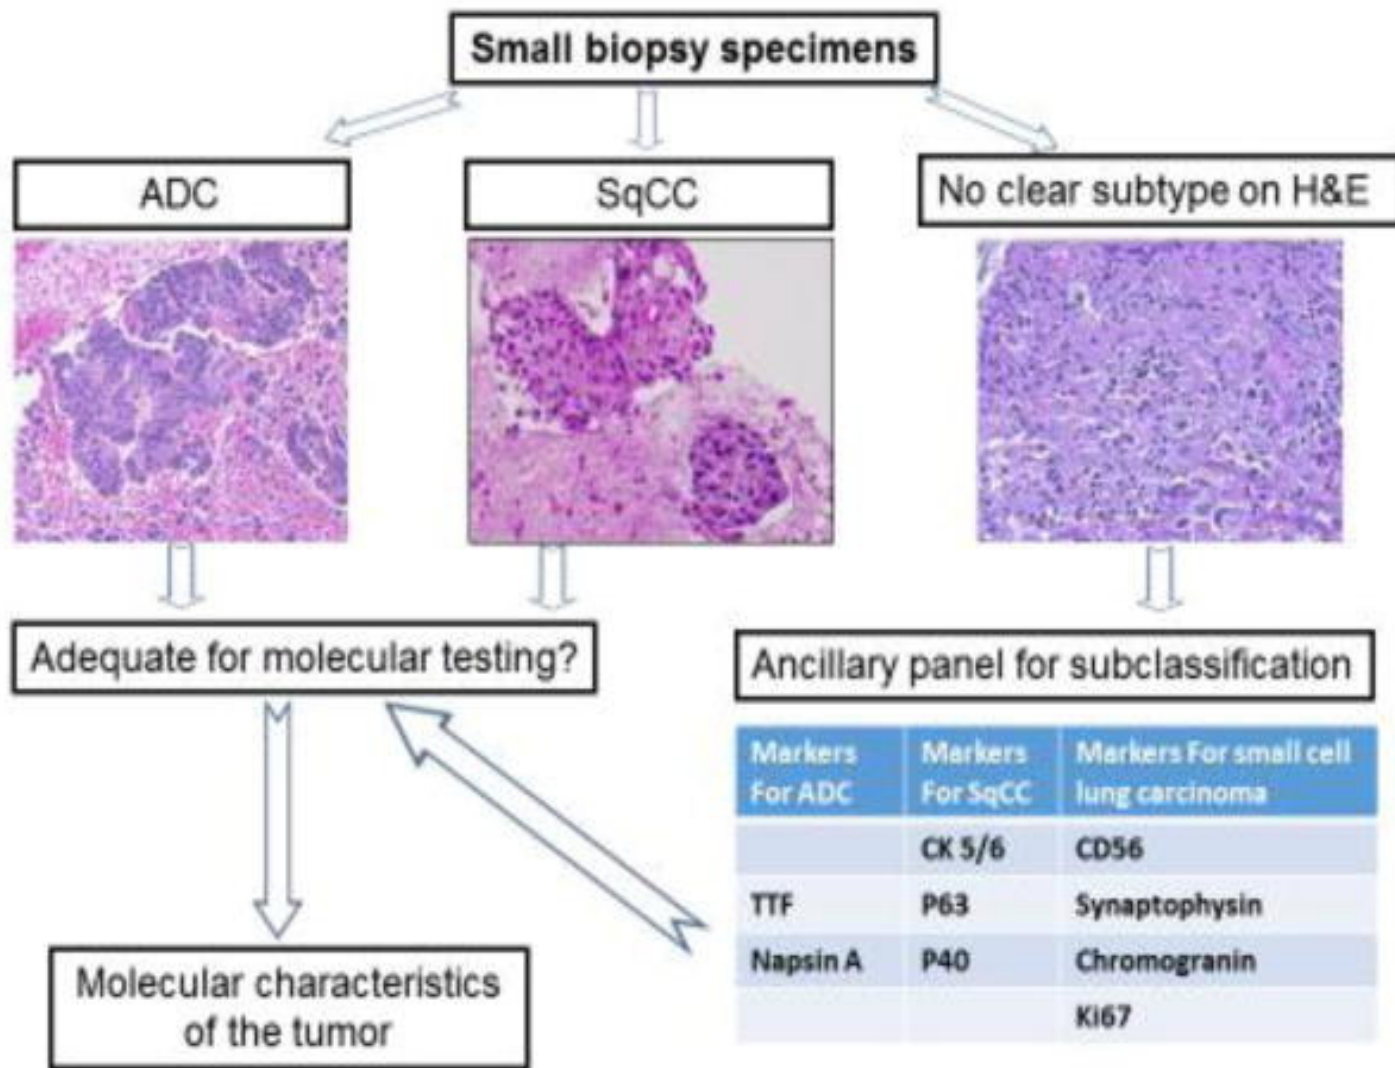 Small biopsy specimens
ADC
SqCC
No clear subtype on H&E
Adequate for molecular testing?
Ancillary panel for subclassification
Markers For ADC
Markers For SqCC
Markers For small cell lung carcinoma
CK 5/6
CD56
TTF
P63
Synaptophysin
Napsin A
P40
Chromogranin
Ki67
Molecular characteristics
of the tumor